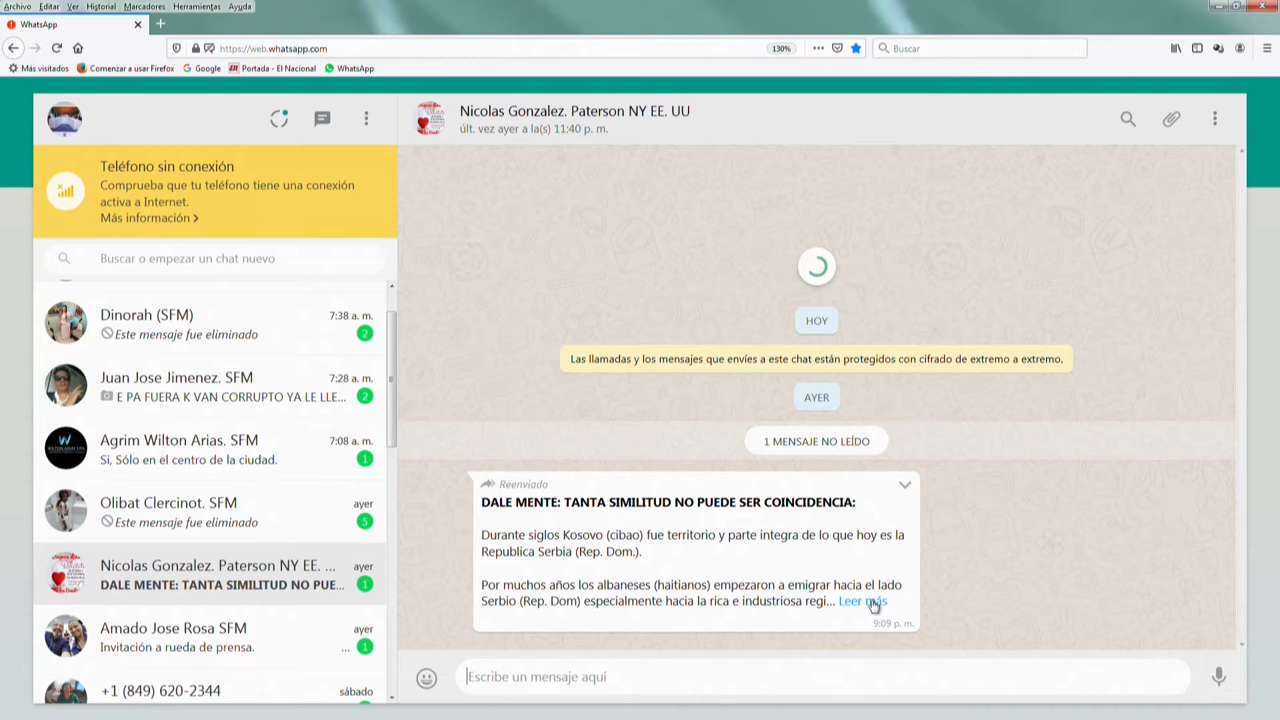 Archivo Editar Ver Historial Marcadores Herramientas Ayuda
WhatsApp
https://web.whatsapp.com
130%
Buscar
Más visitados Comenzar a usar Firefox Google Portada - El Nacional WhatsApp
Nicolas Gonzalez. Paterson NY EE. UU
últ. vez ayer a la(s) 11:40 p. m.
Teléfono sin conexión
Comprueba que tu teléfono tiene una conexión
activa a Internet.
Más información >
Buscar o empezar un chat nuevo
Dinorah (SFM) 7:38 a. m.
Este mensaje fue eliminado 2
Juan Jose Jimenez. SFM 7:28 a. m.
E PA FUERA K VAN CORRUPTO YA LE LLE... 2
Agrim Wilton Arias. SFM 7:08 a. m.
Si, Sólo en el centro de la ciudad. 1
Olibat Clercinot. SFM ayer
Este mensaje fue eliminado 5
Nicolas Gonzalez. Paterson NY EE. ... ayer
DALE MENTE: TANTA SIMILITUD NO PUE... 1
Amado Jose Rosa SFM ayer
Invitación a rueda de prensa. ... 1
+1 (849) 620-2344 sábado
HOY
Las llamadas y los mensajes que envíes a este chat están protegidos con cifrado de extremo a extremo.
AYER
1 MENSAJE NO LEÍDO
Reenviado
DALE MENTE: TANTA SIMILITUD NO PUEDE SER COINCIDENCIA:
Durante siglos Kosovo (cibao) fue territorio y parte integra de lo que hoy es la
Republica Serbia (Rep. Dom.).
Por muchos años los albaneses (haitianos) empezaron a emigrar hacia el lado
Serbio (Rep. Dom) especialmente hacia la rica e industriosa regi... Leer más
9:09 p. m.
Escribe un mensaje aquí